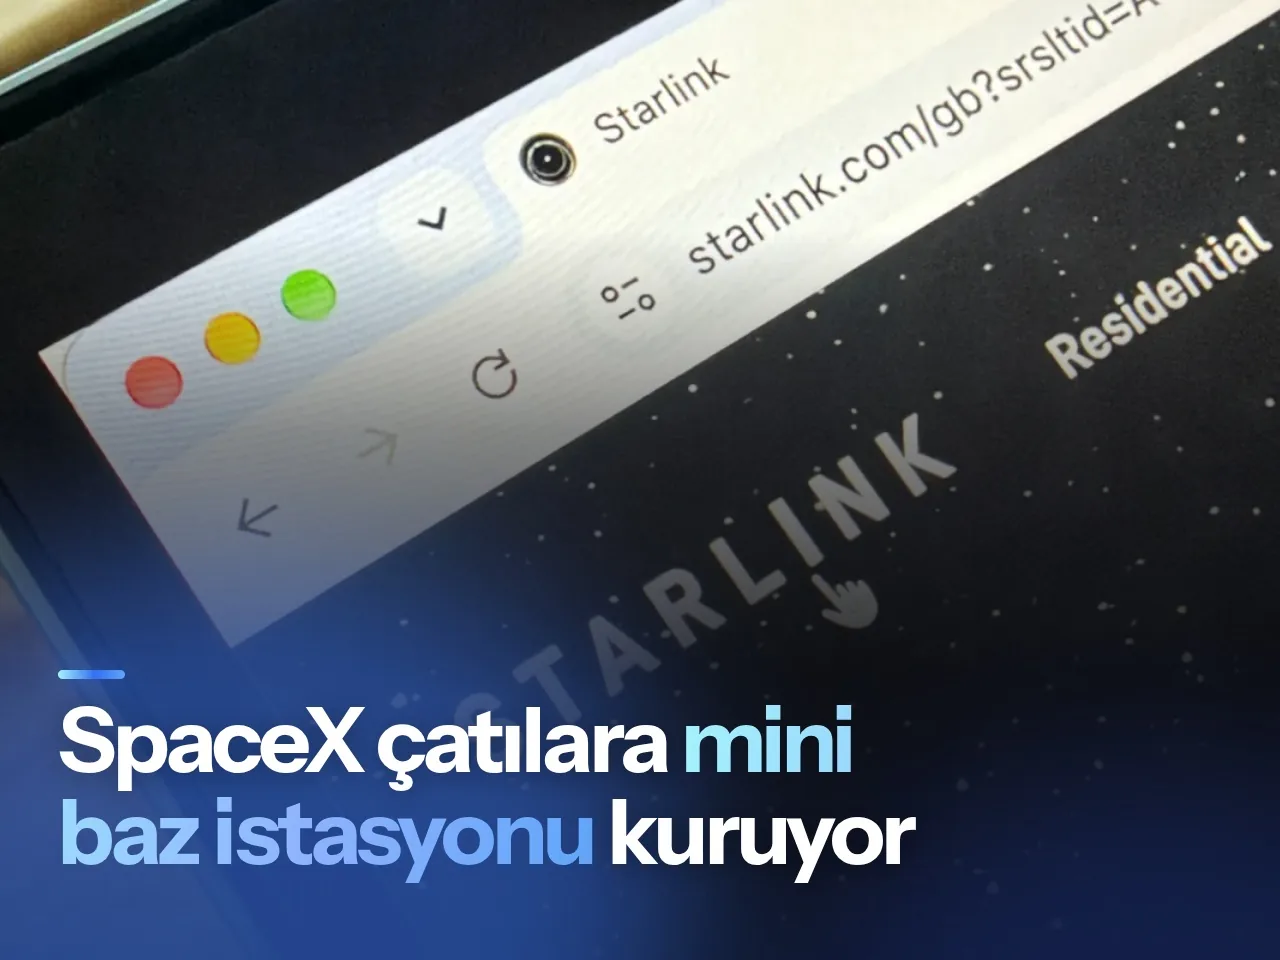 Starlink
starlink.com/gb?srsltid=A
Residential
STARLINK
SpaceX çatılara mini
baz istasyonu kuruyor